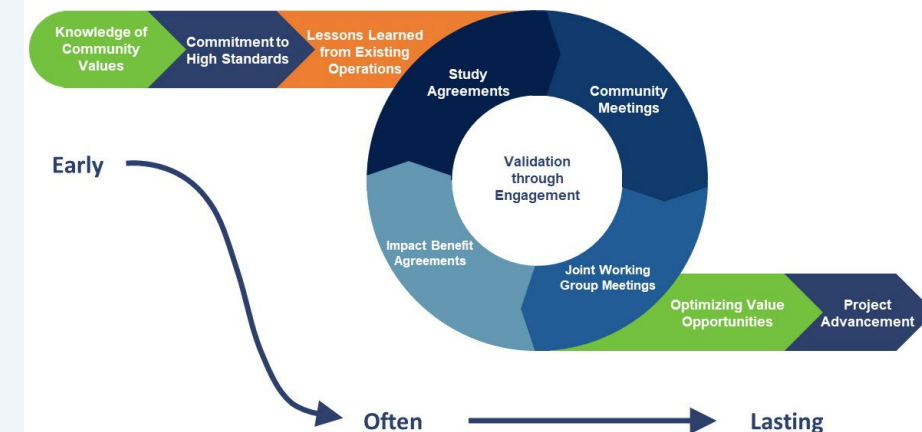 Knowledge of
Community
Values
Commitment to
High Standards
Lessons Learned
from Existing
Operations
Study
Agreements
Community
Meetings
Validation
through
Engagement
Impact Benefit
Agreements
Joint Working
Group Meetings
Optimizing Value
Opportunities
Project
Advancement
Early
Often
Lasting